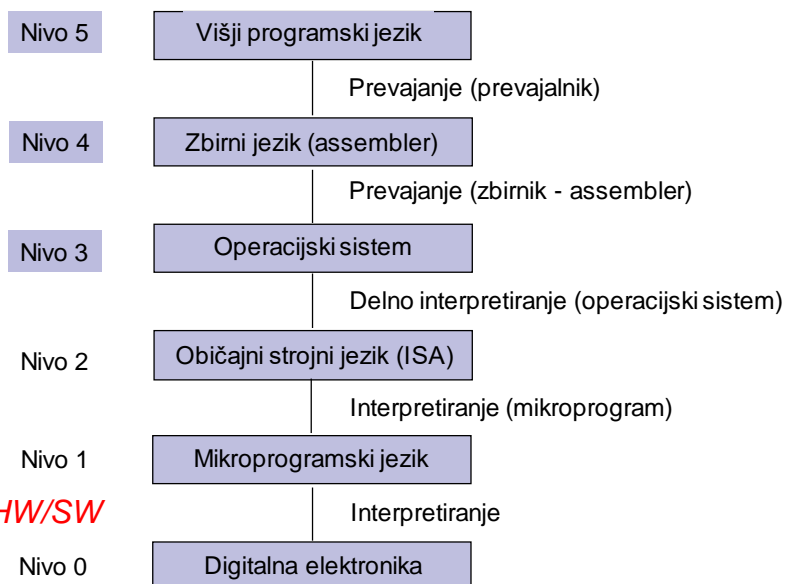 Nivo 5 Višji programski jezik
Prevajanje (prevajalnik)
Nivo 4 Zbirni jezik (assembler)
Prevajanje (zbirnik - assembler)
Nivo 3 Operacijski sistem
Delno interpretiranje (operacijski sistem)
Nivo 2 Običajni strojni jezik (ISA)
Interpretiranje (mikroprogram)
Nivo 1 Mikroprogramski jezik
HW/SW Interpretiranje
Nivo 0 Digitalna elektronika